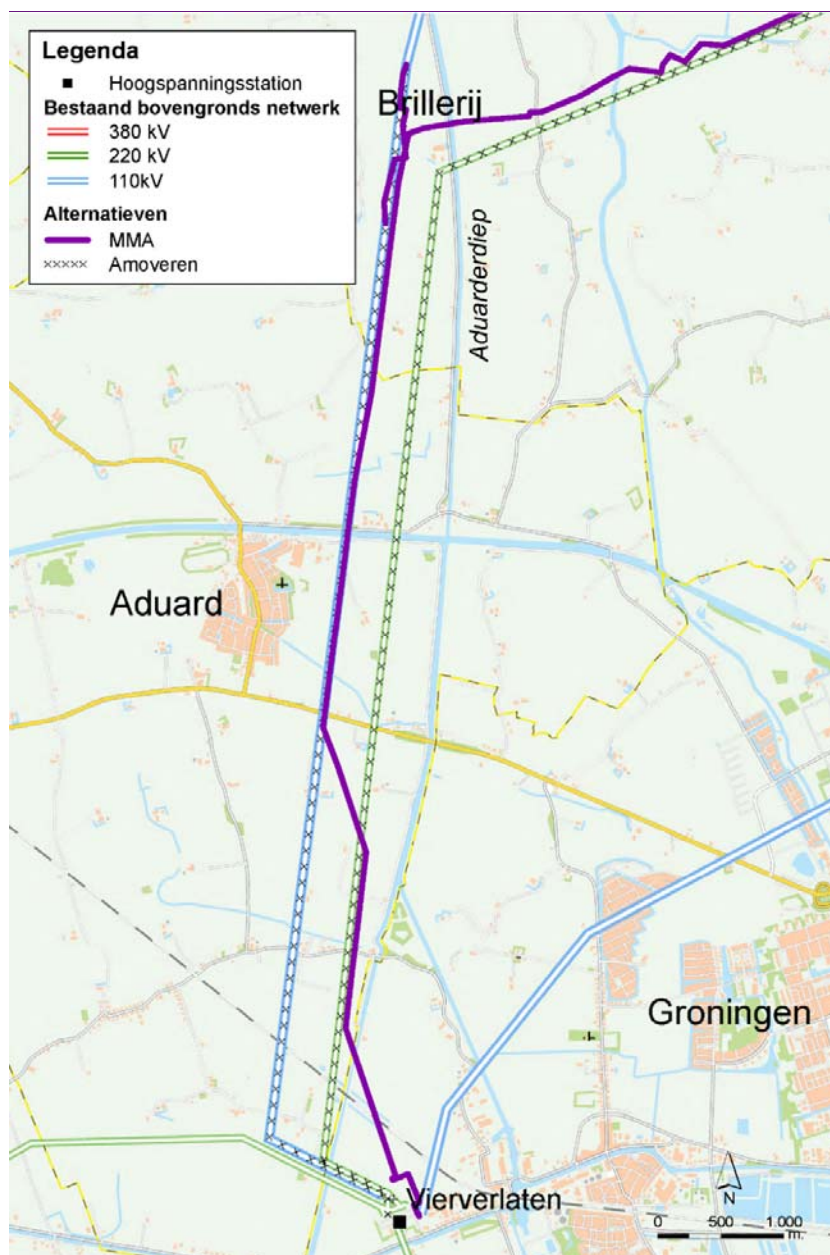 Legenda
Hoogspanningsstation
Bestaand bovengronds netwerk
380 kV
220 kV
110kV
Alternatieven
MMA
Amoveren
Brillerij
Aduarderdiep
Aduard
Groningen
Vierverlaten
N
0 500 1.000
m.